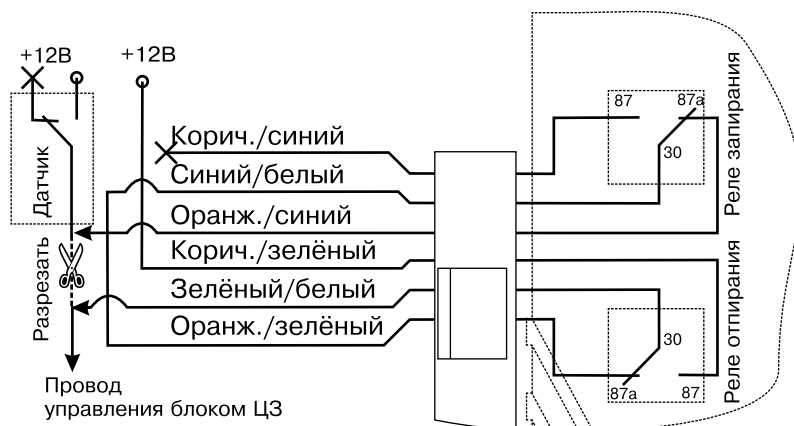 +12В
+12В
Датчик
Разрезать
Корич./синий
Синий/белый
Оранж./синий
Корич./зелёный
Зелёный/белый
Оранж./зелёный
Провод
управления блоком ЦЗ
87
87а
30
Реле запирания
30
87а
87
Реле отпирания